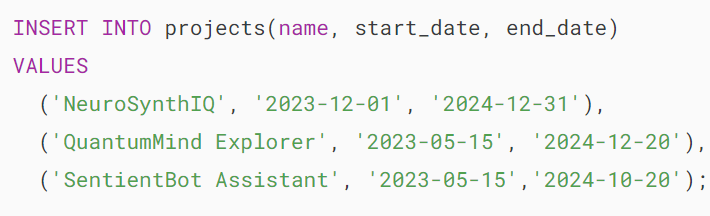 INSERT INTO projects(name, start_date, end_date)
VALUES
('NeuroSynthIQ', '2023-12-01', '2024-12-31'),
('QuantumMind Explorer', '2023-05-15', '2024-12-20'),
('SentientBot Assistant', '2023-05-15','2024-10-20');